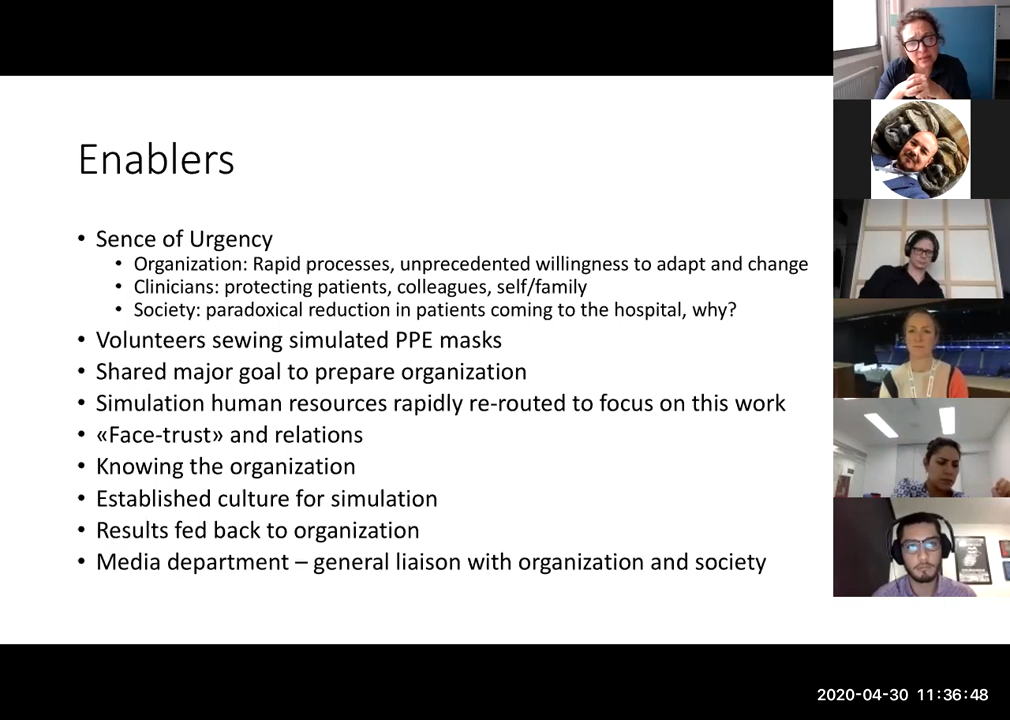 Enablers
• Sence of Urgency
• Organization: Rapid processes, unprecedented willingness to adapt and change
• Clinicians: protecting patients, colleagues, self/family
• Society: paradoxical reduction in patients coming to the hospital, why?
• Volunteers sewing simulated PPE masks
• Shared major goal to prepare organization
• Simulation human resources rapidly re-routed to focus on this work
• «Face-trust» and relations
• Knowing the organization
• Established culture for simulation
• Results fed back to organization
• Media department – general liaison with organization and society
2020-04-30 11:36:48